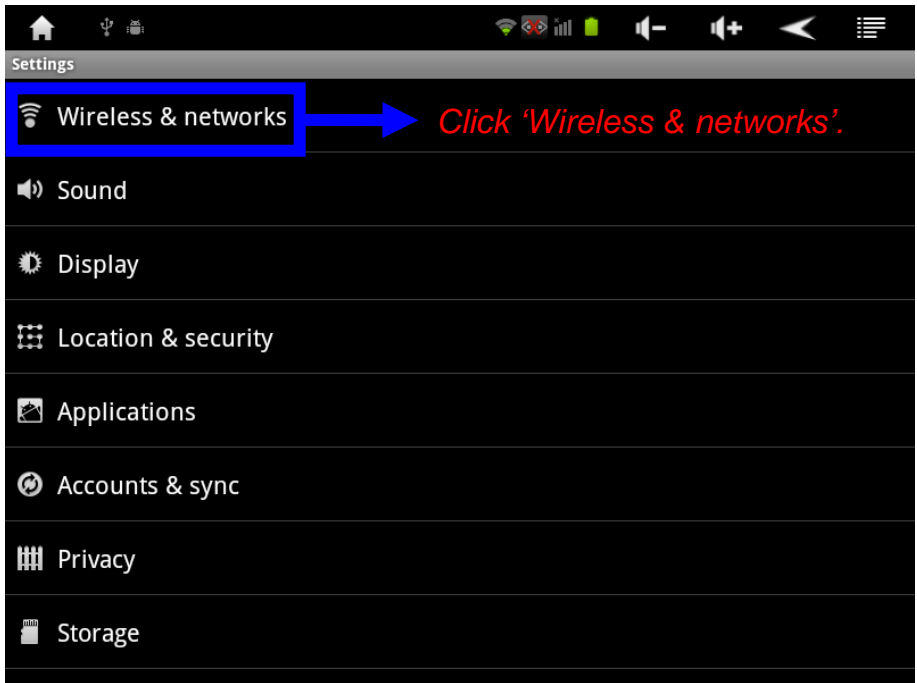 Settings
Wireless & networks
Click ‘Wireless & networks’.
Sound
Display
Location & security
Applications
Accounts & sync
Privacy
Storage